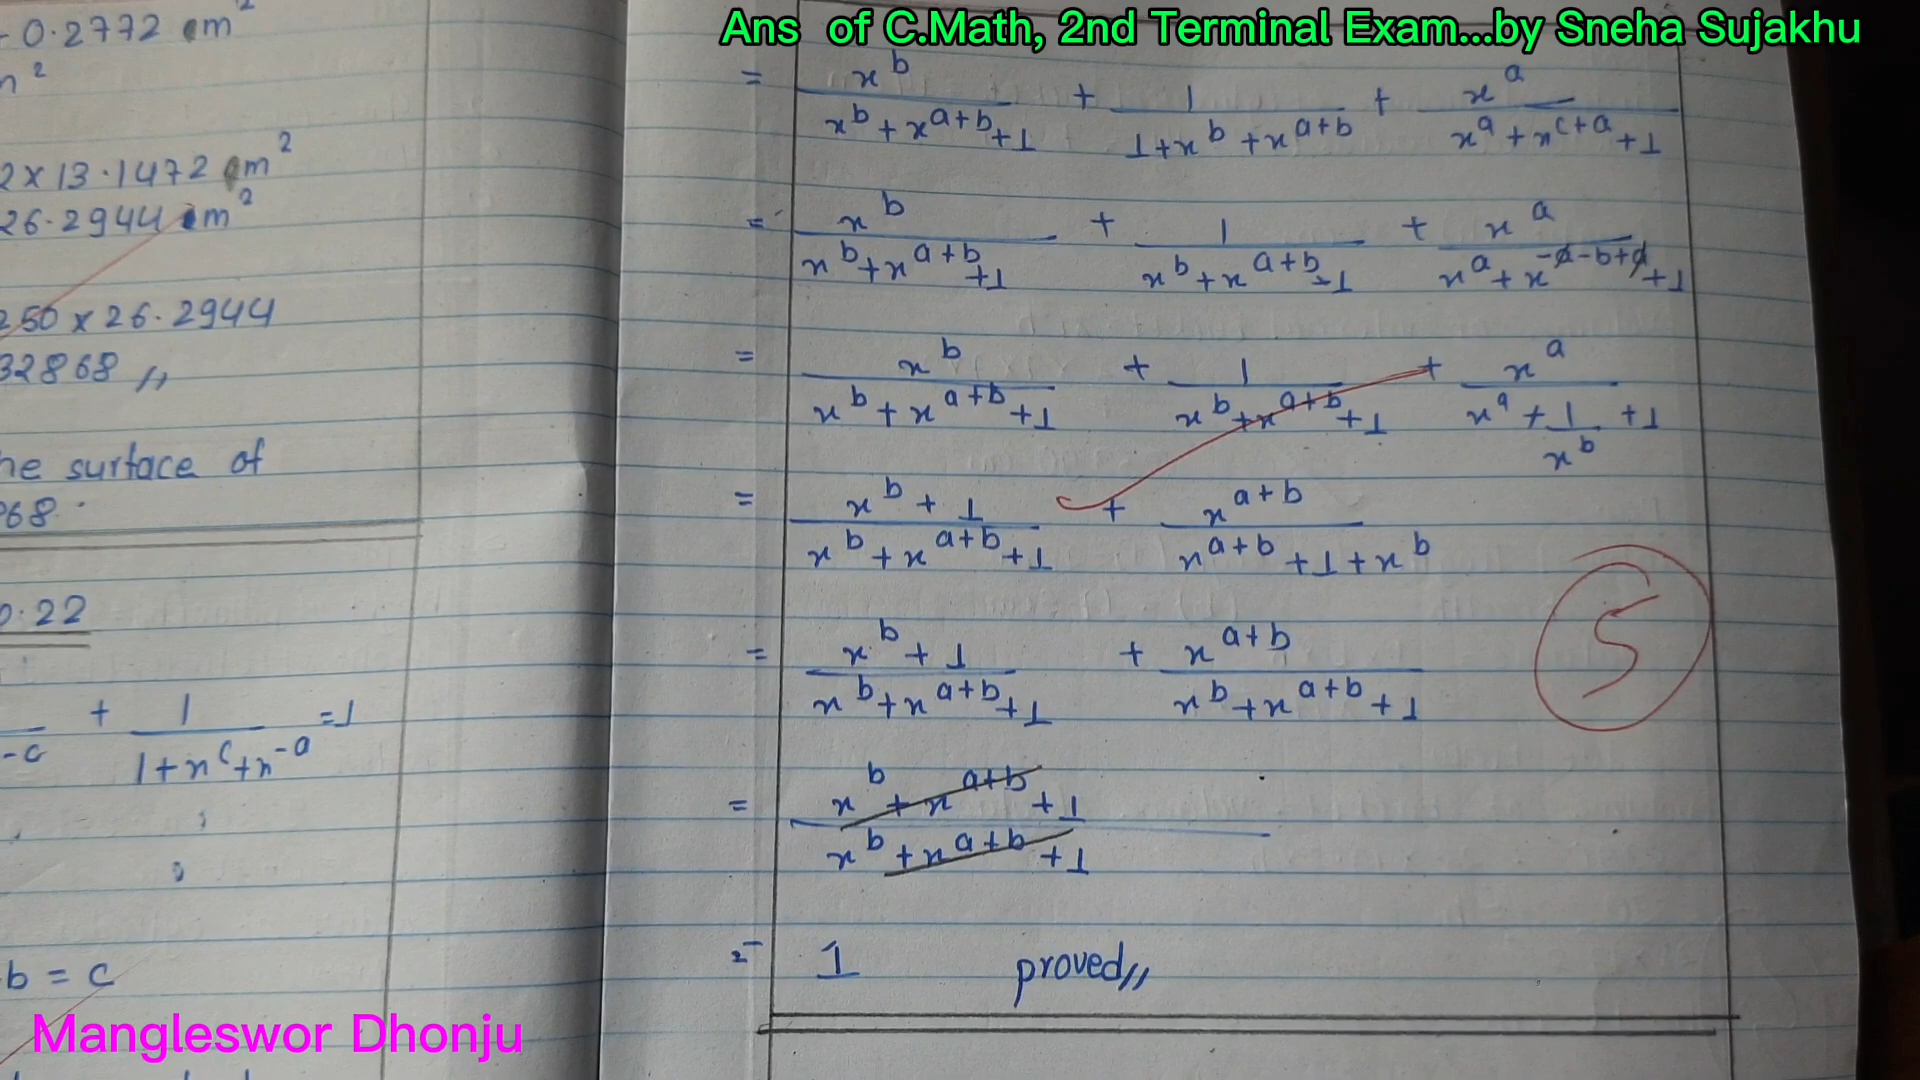 Ans of C.Math, 2nd Terminal Exam...by Sneha Sujakhu
0.2772 cm²
m²
2 x 13.1472 cm²
26.2944 cm²
250 x 26.2944
32868 ,,
he surface of
968.
0.22
-c + 1/(1+x^c+x^-a) = 1
b = c
= x^b/(x^b + x^(a+b) + 1) + 1/(1 + x^b + x^(a+b)) + x^a/(x^a + x^(c+a) + 1)
= x^b/(x^b + x^(a+b) + 1) + 1/(x^b + x^(a+b) + 1) + x^a/(x^a + x^(-a-b+a) + 1)
= x^b/(x^b + x^(a+b) + 1) + 1/(x^b + x^(a+b) + 1) + x^a/(x^a + 1/x^b + 1)
= (x^b + 1)/(x^b + x^(a+b) + 1) + x^(a+b)/(x^(a+b) + 1 + x^b)
5
= (x^b + 1)/(x^b + x^(a+b) + 1) + x^(a+b)/(x^b + x^(a+b) + 1)
= (x^b + x^(a+b) + 1)/(x^b + x^(a+b) + 1)
= 1 proved,,
Mangleswor Dhonju